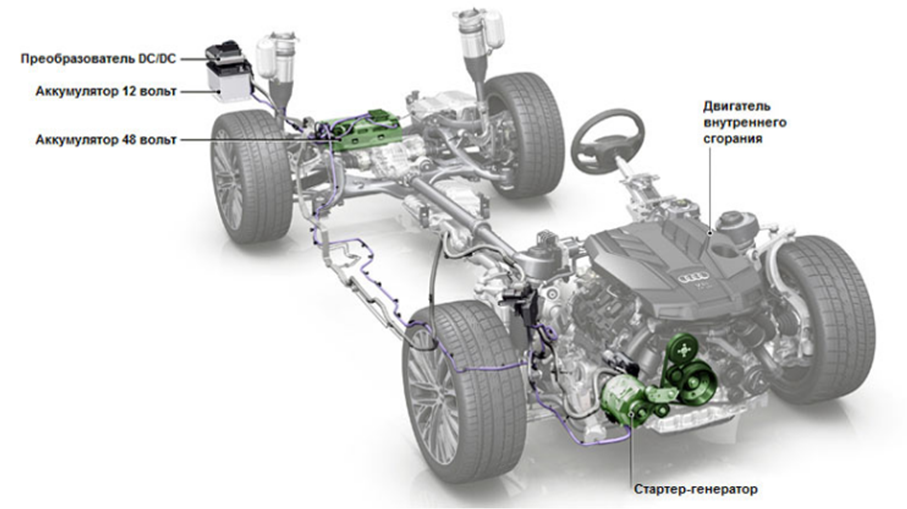 Преобразователь DC/DC
Аккумулятор 12 вольт
Аккумулятор 48 вольт
Двигатель
внутреннего
сгорания
Стартер-генератор